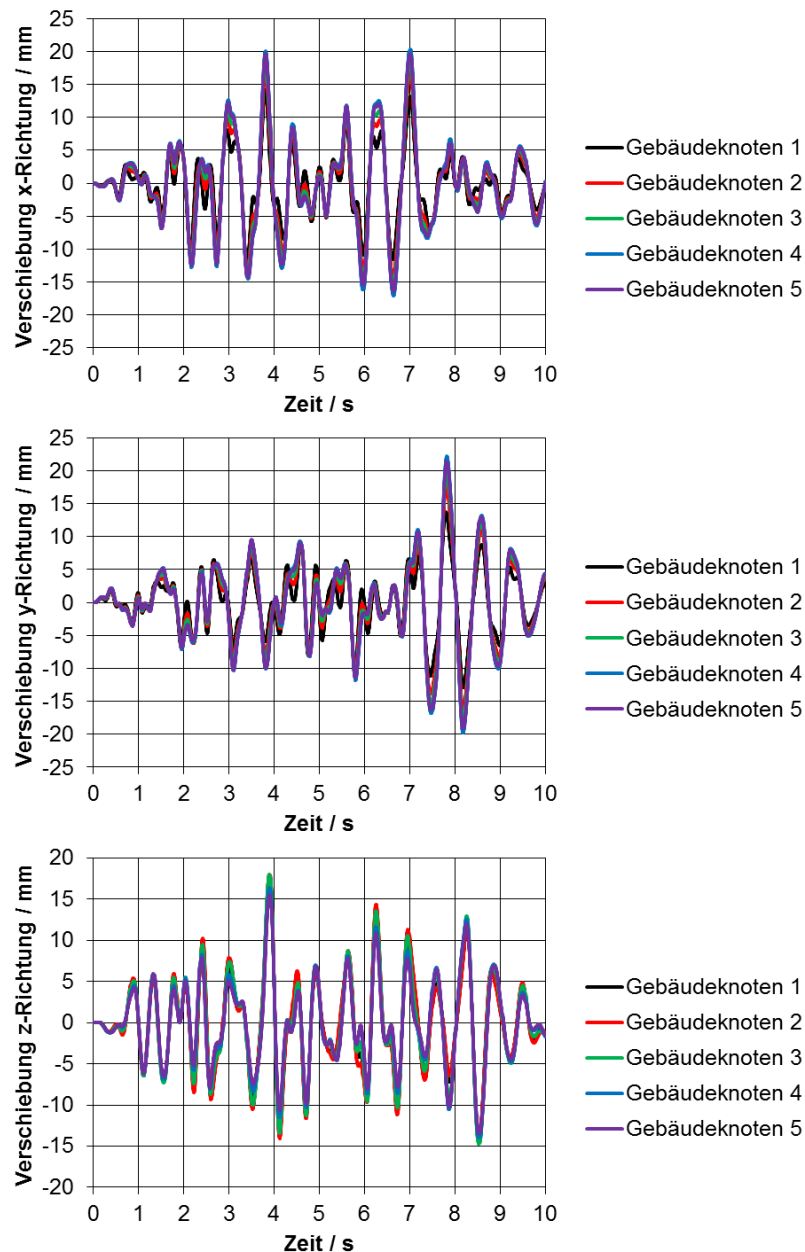 Verschiebung x-Richtung / mm
25
20
15
10
5
0
-5
-10
-15
-20
-25
0 1 2 3 4 5 6 7 8 9 10
Zeit / s
Gebäudeknoten 1
Gebäudeknoten 2
Gebäudeknoten 3
Gebäudeknoten 4
Gebäudeknoten 5
Verschiebung y-Richtung / mm
25
20
15
10
5
0
-5
-10
-15
-20
-25
0 1 2 3 4 5 6 7 8 9 10
Zeit / s
Gebäudeknoten 1
Gebäudeknoten 2
Gebäudeknoten 3
Gebäudeknoten 4
Gebäudeknoten 5
Verschiebung z-Richtung / mm
20
15
10
5
0
-5
-10
-15
-20
0 1 2 3 4 5 6 7 8 9 10
Zeit / s
Gebäudeknoten 1
Gebäudeknoten 2
Gebäudeknoten 3
Gebäudeknoten 4
Gebäudeknoten 5